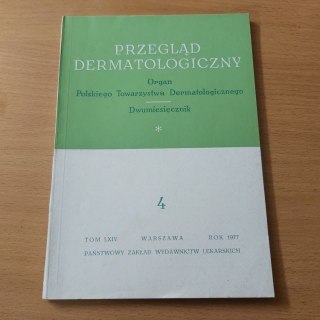 PRZEGLĄD
DERMATOLOGICZNY
Organ
Polskiego Towarzystwa Dermatologicznego
Dwumiesięcznik
*
4
TOM LXIV WARSZAWA ROK 1977
PAŃSTWOWY ZAKŁAD WYDAWNICTW LEKARSKICH